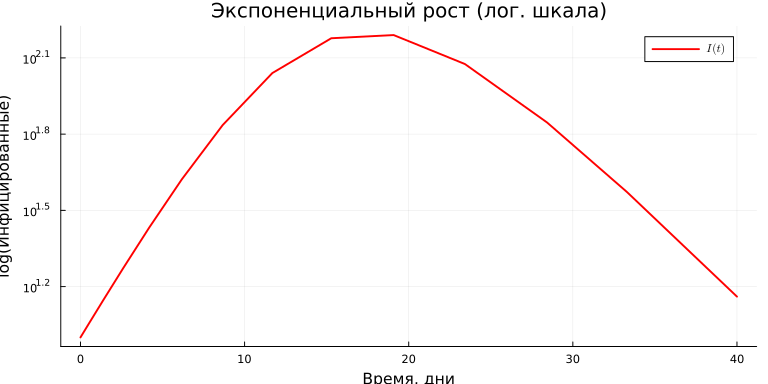 Экспоненциальный рост (лог. шкала)
I(t)
log(Инфицированные)
10^2.1
10^1.8
10^1.5
10^1.2
0 10 20 30 40
Время, дни